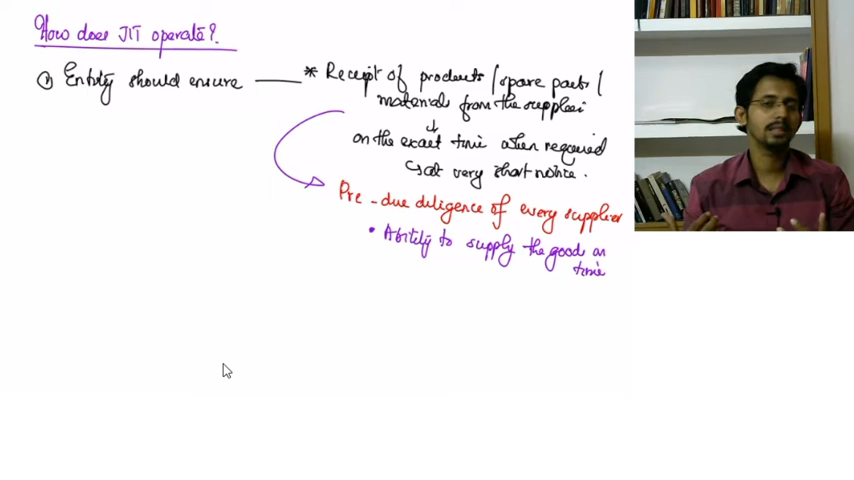 How does JIT operate?
① Entity should ensure — * Receipt of products / spare parts /
materials from the supplier
↓
on the exact time when required
↳ at very short notice.
Pre-due diligence of every supplier
• Ability to supply the good on
time